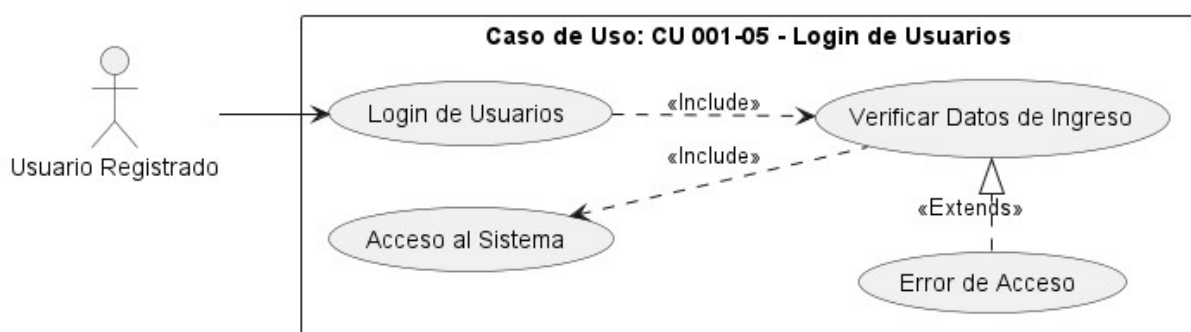 Caso de Uso: CU 001-05 - Login de Usuarios
Usuario Registrado
Login de Usuarios
«Include»
Verificar Datos de Ingreso
«Include»
Acceso al Sistema
«Extends»
Error de Acceso